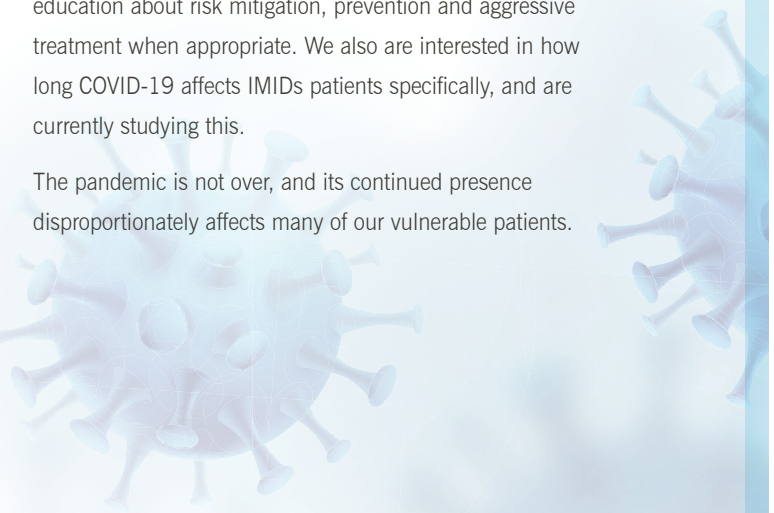 education about risk mitigation, prevention and aggressive
treatment when appropriate. We also are interested in how
long COVID-19 affects IMIDs patients specifically, and are
currently studying this.
The pandemic is not over, and its continued presence
disproportionately affects many of our vulnerable patients.